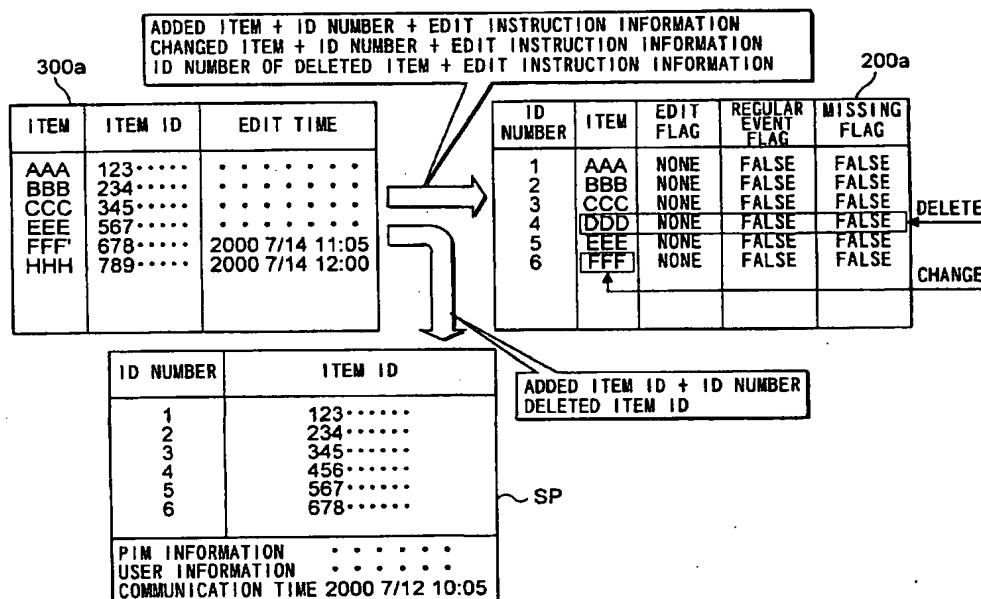 ADDED ITEM + ID NUMBER + EDIT INSTRUCTION INFORMATION
CHANGED ITEM + ID NUMBER + EDIT INSTRUCTION INFORMATION
ID NUMBER OF DELETED ITEM + EDIT INSTRUCTION INFORMATION
300a
200a
ITEM ITEM ID EDIT TIME
AAA 123····· · · · · · · ·
BBB 234····· · · · · · · ·
CCC 345····· · · · · · · ·
EEE 567····· · · · · · · ·
FFF' 678····· 2000 7/14 11:05
HHH 789····· 2000 7/14 12:00
ID NUMBER ITEM EDIT FLAG REGULAR EVENT FLAG MISSING FLAG
1 AAA NONE FALSE FALSE
2 BBB NONE FALSE FALSE
3 CCC NONE FALSE FALSE
4 DDD NONE FALSE FALSE
5 EEE NONE FALSE FALSE
6 FFF NONE FALSE FALSE
DELETE
CHANGE
ID NUMBER ITEM ID
1 123······
2 234······
3 345······
4 456······
5 567······
6 678······
PIM INFORMATION · · · · · ·
USER INFORMATION · · · · · ·
COMMUNICATION TIME 2000 7/12 10:05
SP
ADDED ITEM ID + ID NUMBER
DELETED ITEM ID